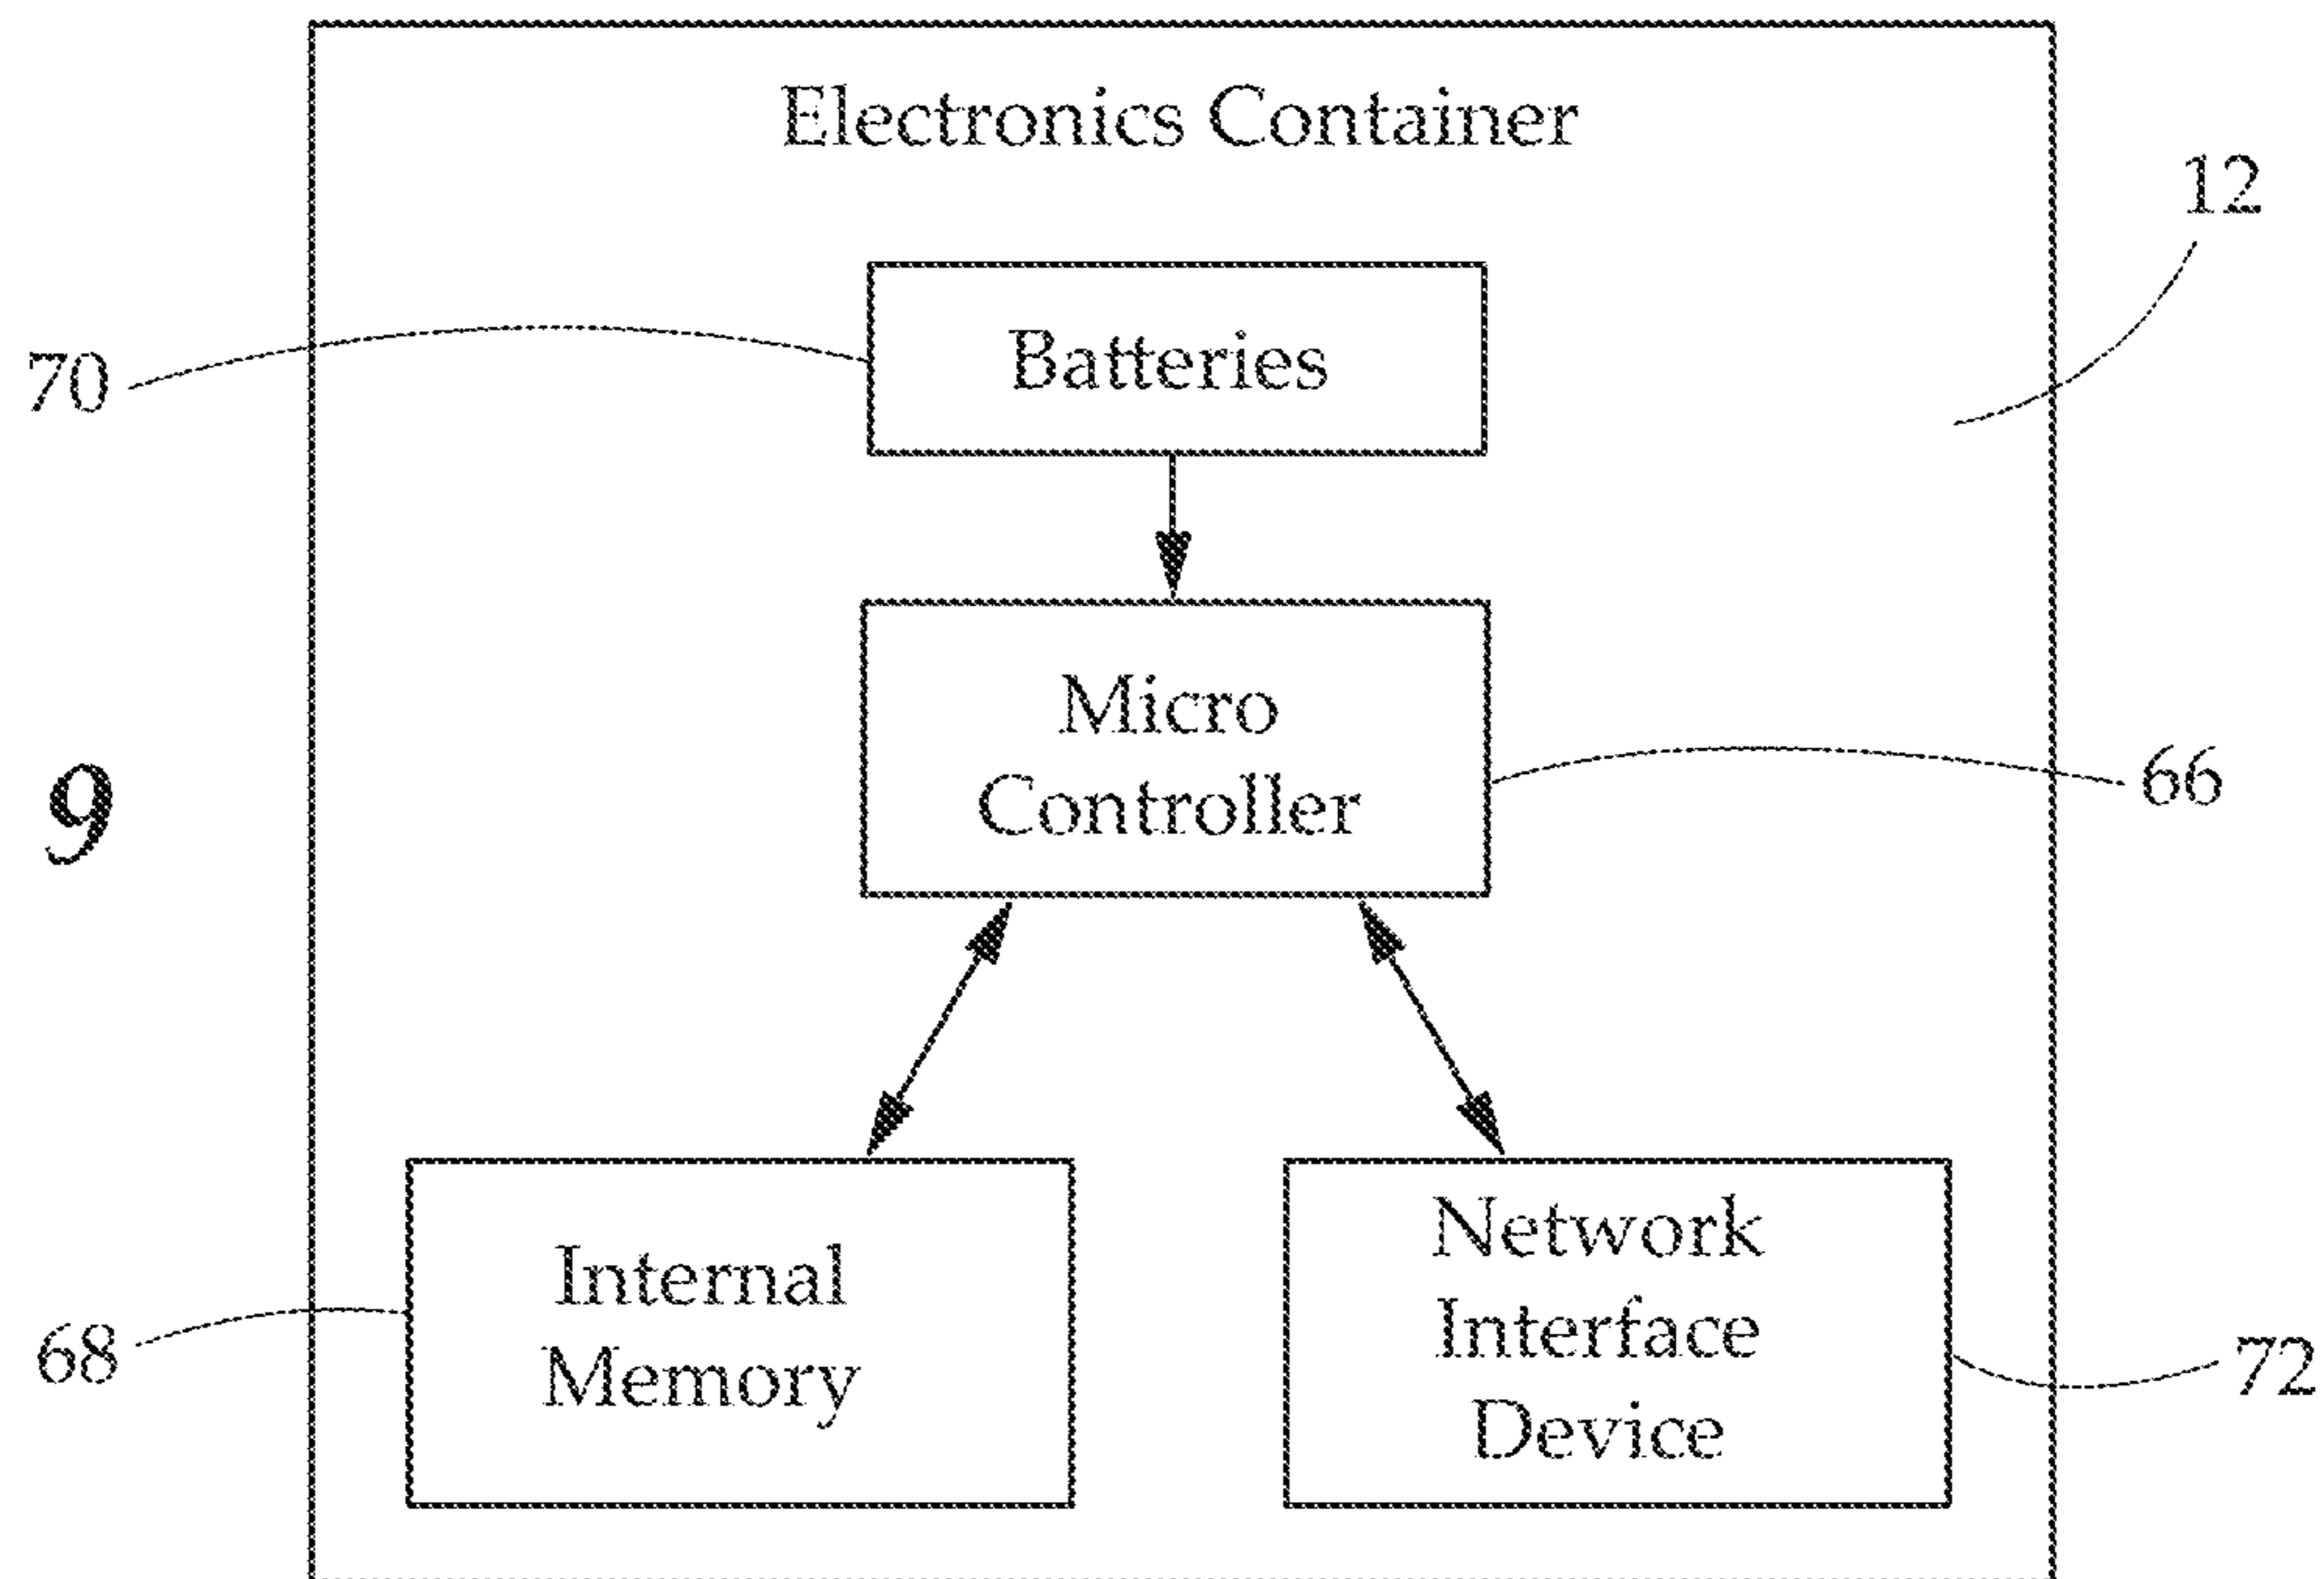 Electronics Container
12
Batteries
70
Micro
Controller
66
9
Internal
Memory
68
Network
Interface
Device
72